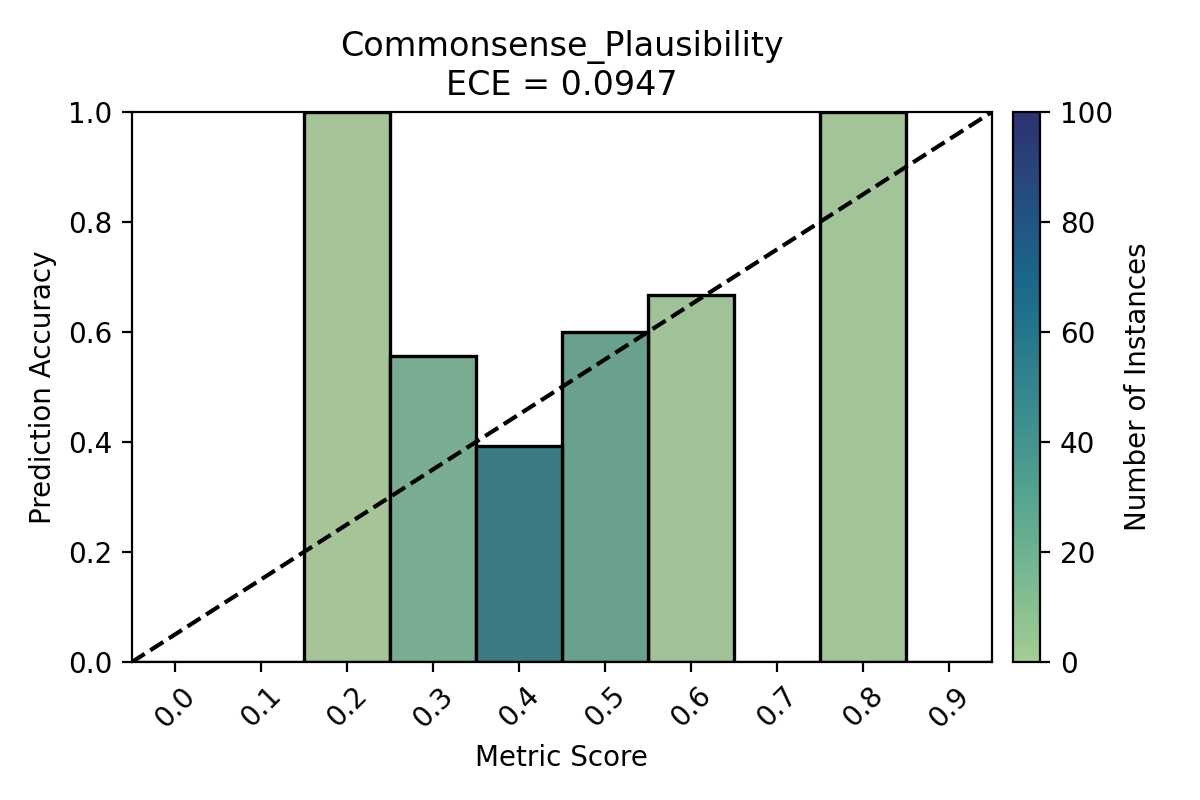 Commonsense_Plausibility
ECE = 0.0947
1.0
0.8
0.6
0.4
0.2
0.0
Prediction Accuracy
0.0 0.1 0.2 0.3 0.4 0.5 0.6 0.7 0.8 0.9
Metric Score
100
80
60
40
20
0
Number of Instances